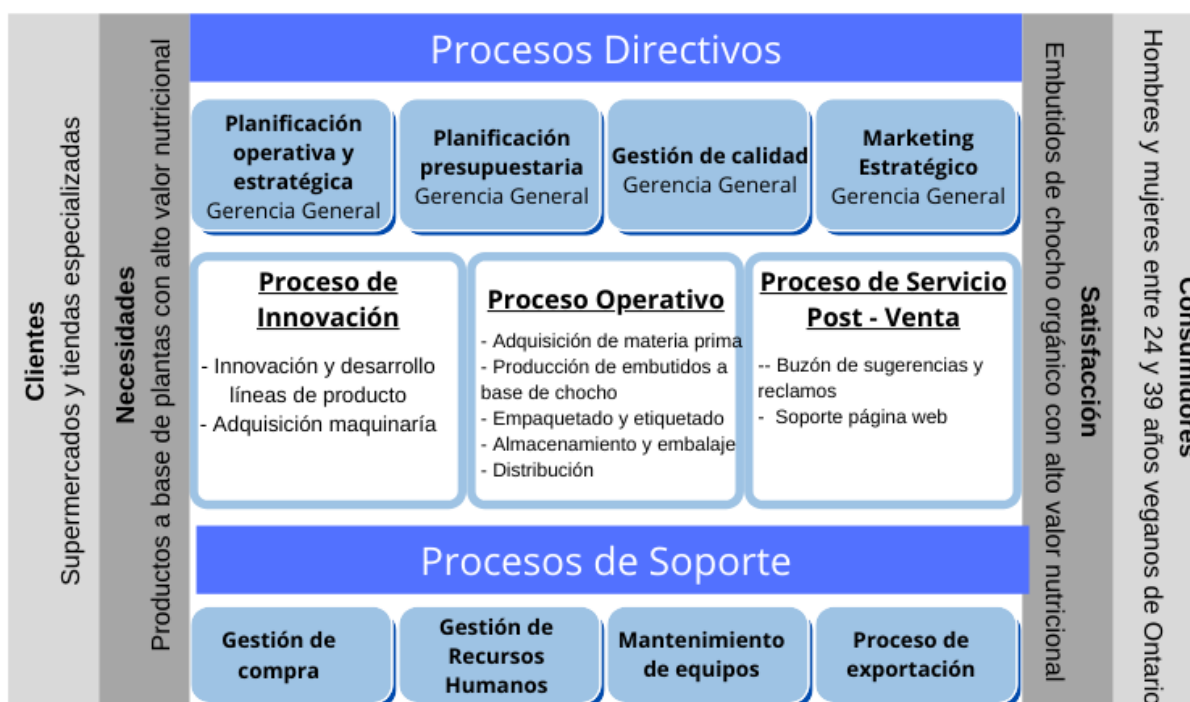 Clientes
Supermercados y tiendas especializadas
Necesidades
Productos a base de plantas con alto valor nutricional
Procesos Directivos
Planificación
operativa y
estratégica
Gerencia General
Planificación
presupuestaria
Gerencia General
Gestión de calidad
Gerencia General
Marketing
Estratégico
Gerencia General
Proceso de
Innovación
- Innovación y desarrollo
líneas de producto
- Adquisición maquinaría
Proceso Operativo
- Adquisición de materia prima
- Producción de embutidos a
base de chocho
- Empaquetado y etiquetado
- Almacenamiento y embalaje
- Distribución
Proceso de Servicio
Post - Venta
-- Buzón de sugerencias y
reclamos
- Soporte página web
Procesos de Soporte
Gestión de
compra
Gestión de
Recursos
Humanos
Mantenimiento
de equipos
Proceso de
exportación
Satisfacción
Embutidos de chocho orgánico con alto valor nutricional
Consumidores
Hombres y mujeres entre 24 y 39 años veganos de Ontario